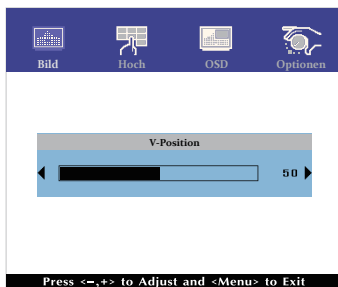 Bild Hoch OSD Optionen
V-Position
50
Press <–,+> to Adjust and <Menu> to Exit